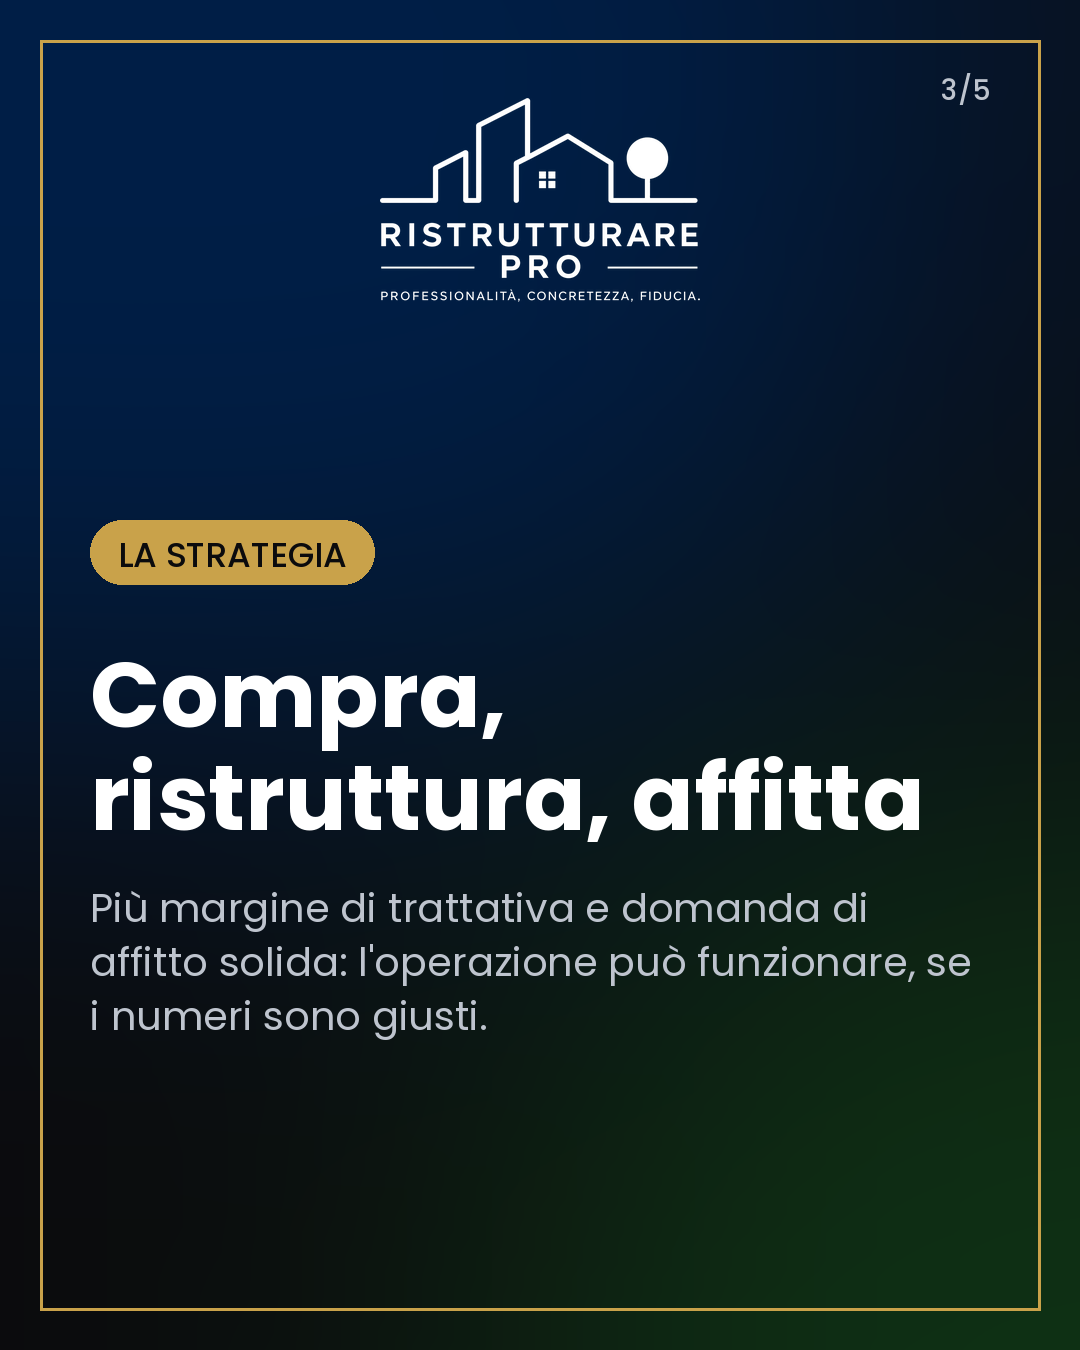 3/5
RISTRUTTURARE
PRO
PROFESSIONALITÀ, CONCRETEZZA, FIDUCIA.
LA STRATEGIA
Compra,
ristruttura, affitta
Più margine di trattativa e domanda di
affitto solida: l'operazione può funzionare, se
i numeri sono giusti.